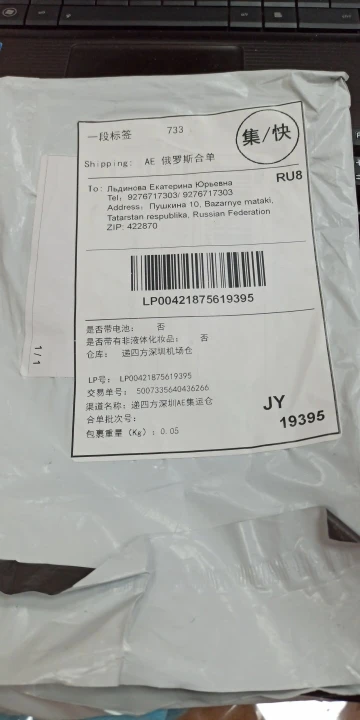 一段标签 733
集/快
Shipping: AE 俄罗斯合单
RU8
To: Льдинова Екатерина Юрьевна
Tel: 9276717303/ 9276717303
Address: Пушкина 10, Bazarnye mataki,
Tatarstan respublika, Russian Federation
ZIP: 422870
LP00421875619395
是否带电池: 否
是否带有非液体化妆品: 否
仓库: 递四方深圳机场仓
1/1
LP号: LP00421875619395
交易单号: 5007335640436266
渠道名称: 递四方深圳AE集运仓
合单批次号:
包裹重量 (Kg): 0.05
JY
19395